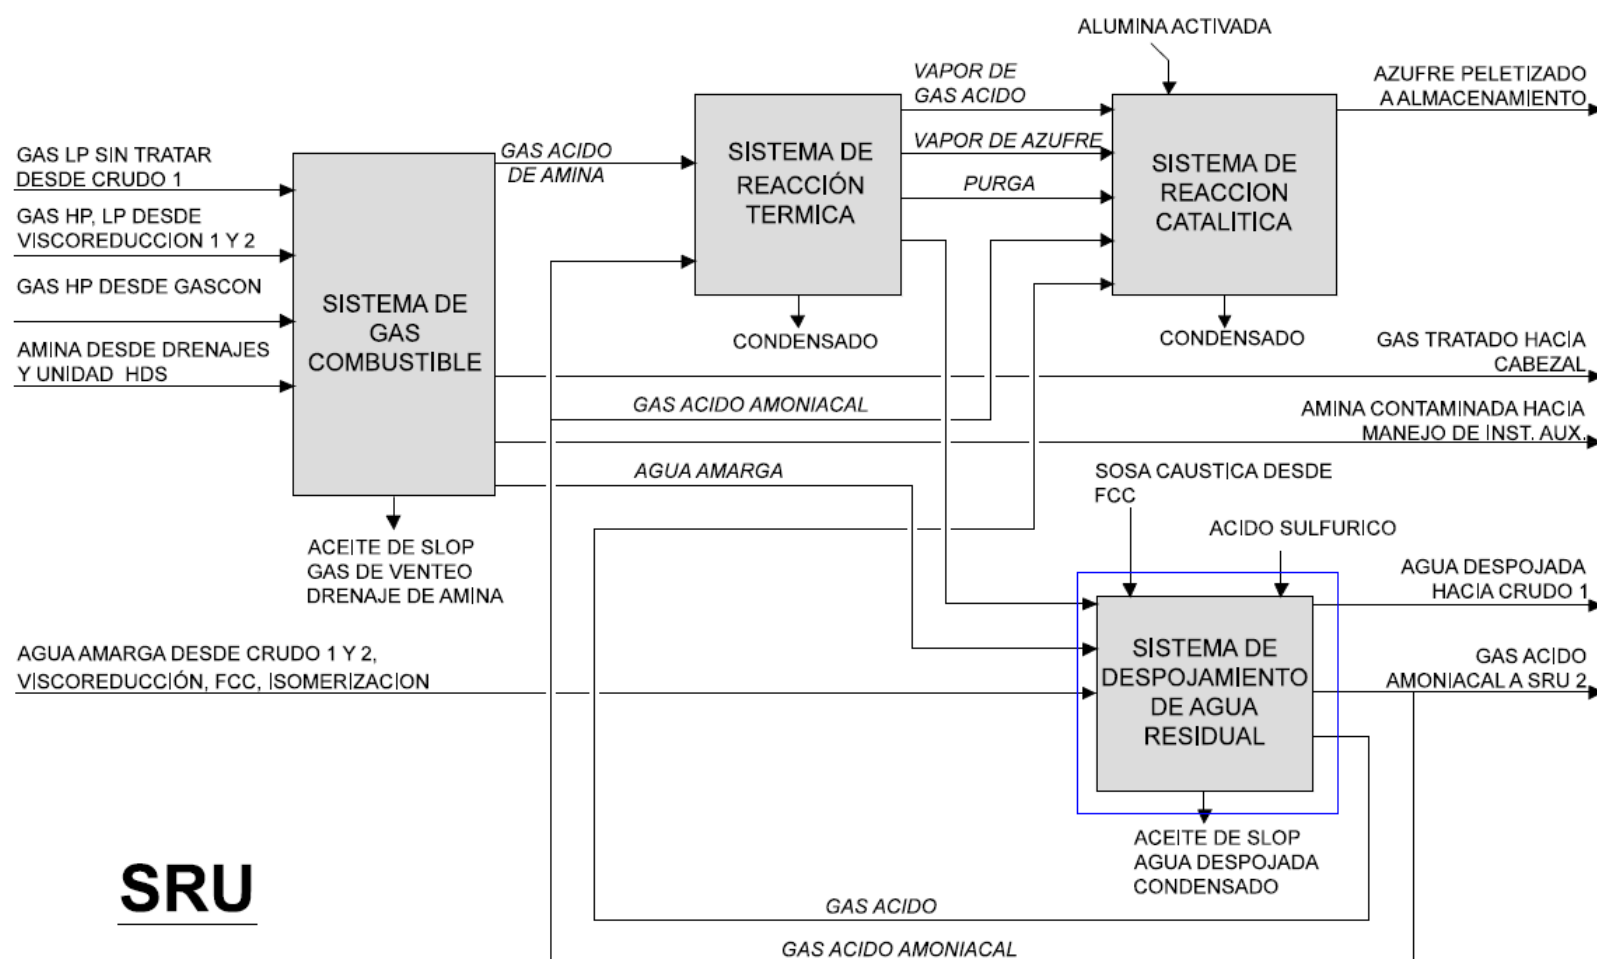 ALUMINA ACTIVADA
VAPOR DE
GAS ACIDO
AZUFRE PELETIZADO
A ALMACENAMIENTO
GAS LP SIN TRATAR
DESDE CRUDO 1
GAS ACIDO
DE AMINA
SISTEMA DE
REACCIÓN
TERMICA
VAPOR DE AZUFRE
PURGA
SISTEMA DE
REACCION
CATALITICA
GAS HP, LP DESDE
VISCOREDUCCION 1 Y 2
GAS HP DESDE GASCON
AMINA DESDE DRENAJES
Y UNIDAD HDS
SISTEMA DE
GAS
COMBUSTIBLE
CONDENSADO
CONDENSADO
GAS TRATADO HACIA
CABEZAL
GAS ACIDO AMONIACAL
AMINA CONTAMINADA HACIA
MANEJO DE INST. AUX.
AGUA AMARGA
SOSA CAUSTICA DESDE
FCC
ACIDO SULFURICO
ACEITE DE SLOP
GAS DE VENTEO
DRENAJE DE AMINA
AGUA DESPOJADA
HACIA CRUDO 1
AGUA AMARGA DESDE CRUDO 1 Y 2,
VISCOREDUCCIÓN, FCC, ISOMERIZACION
SISTEMA DE
DESPOJAMIENTO
DE AGUA
RESIDUAL
GAS ACIDO
AMONIACAL A SRU 2
ACEITE DE SLOP
AGUA DESPOJADA
CONDENSADO
SRU
GAS ACIDO
GAS ACIDO AMONIACAL